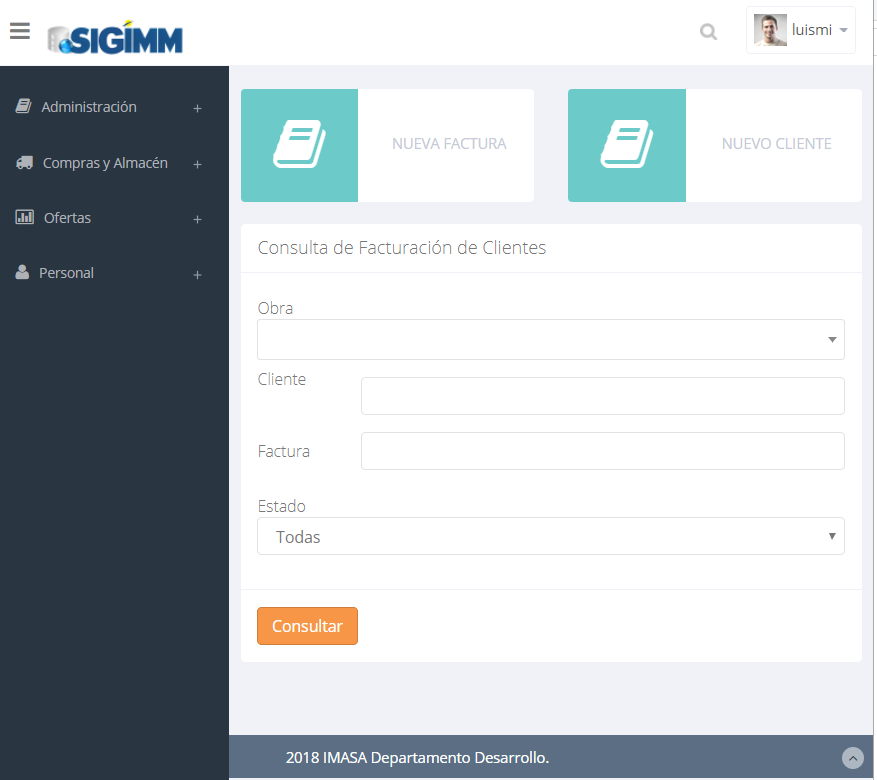 SIGIMM
luismi
Administración +
Compras y Almacén +
Ofertas +
Personal +
NUEVA FACTURA
NUEVO CLIENTE
Consulta de Facturación de Clientes
Obra
Cliente
Factura
Estado
Todas
Consultar
2018 IMASA Departamento Desarrollo.